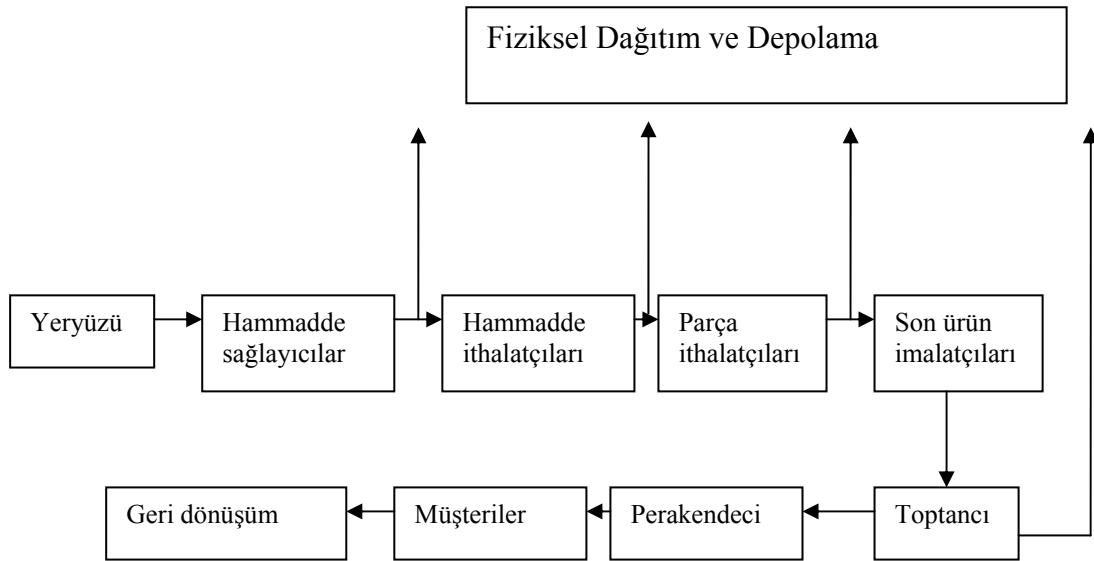 Fiziksel Dağıtım ve Depolama
Yeryüzü
Hammadde
sağlayıcılar
Hammadde
ithalatçıları
Parça
ithalatçıları
Son ürün
imalatçıları
Geri dönüşüm
Müşteriler
Perakendeci
Toptancı